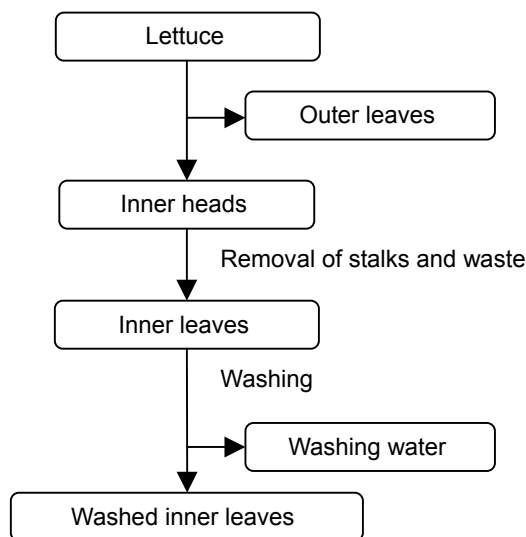 Lettuce
Outer leaves
Inner heads
Removal of stalks and waste
Inner leaves
Washing
Washing water
Washed inner leaves